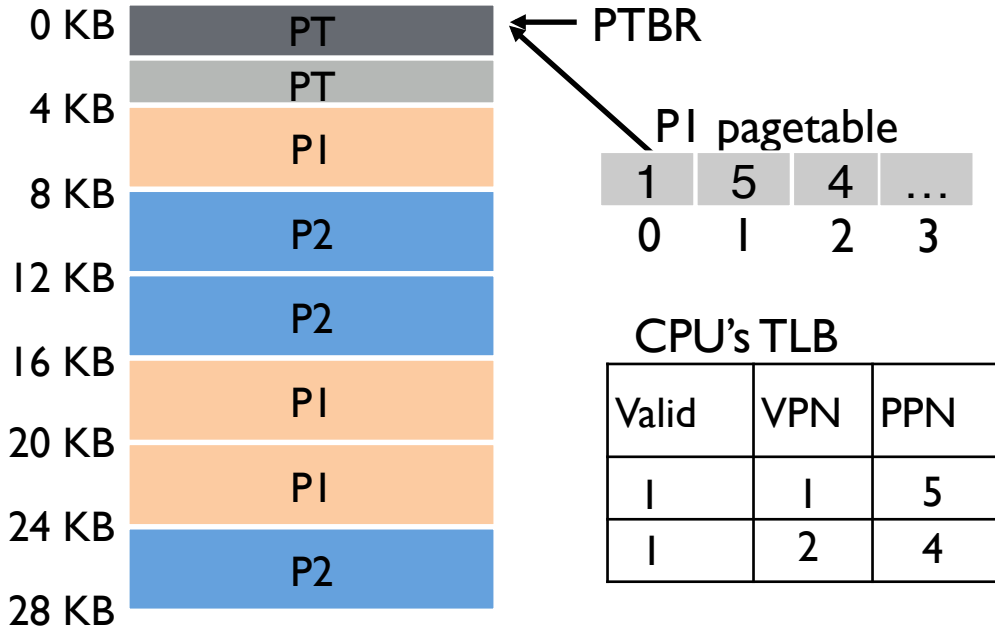 0 KB
PT
PTBR
PT
4 KB
P1
P1 pagetable
1 5 4 ...
0 1 2 3
8 KB
P2
12 KB
P2
CPU's TLB
16 KB
P1
Valid VPN PPN
20 KB
P1
1 1 5
24 KB
1 2 4
P2
28 KB